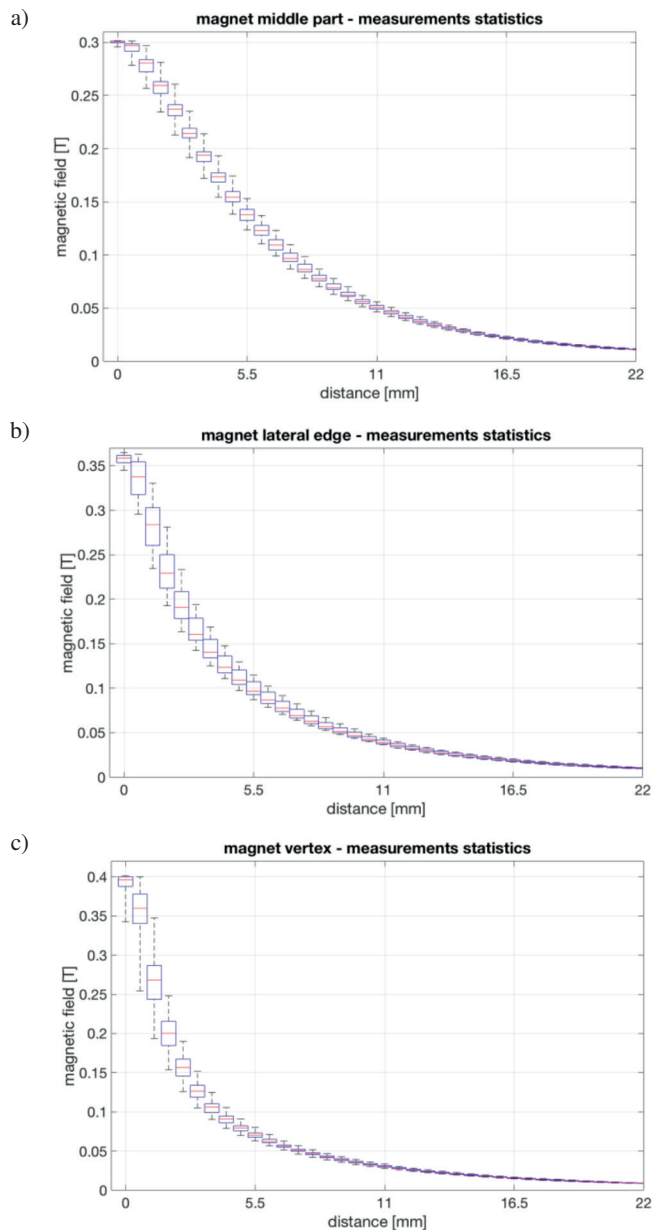 a)
magnet middle part - measurements statistics
0.3
0.25
0.2
0.15
0.1
0.05
0
magnetic field [T]
0 5.5 11 16.5 22
distance [mm]
b)
magnet lateral edge - measurements statistics
0.35
0.3
0.25
0.2
0.15
0.1
0.05
0
magnetic field [T]
0 5.5 11 16.5 22
distance [mm]
c)
magnet vertex - measurements statistics
0.4
0.35
0.3
0.25
0.2
0.15
0.1
0.05
0
magnetic field [T]
0 5.5 11 16.5 22
distance [mm]